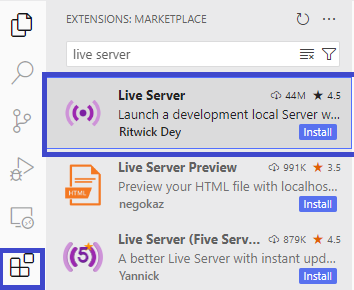 EXTENSIONS: MARKETPLACE
live server
Live Server 44M ★ 4.5
Launch a development local Server w...
Ritwick Dey Install
Live Server Preview 991K ★ 3.5
HTML
Preview your HTML file with localhos...
negokaz Install
Live Server (Five Serve... 879K ★ 4.5
5
A better Live Server with instant upd...
Yannick Install